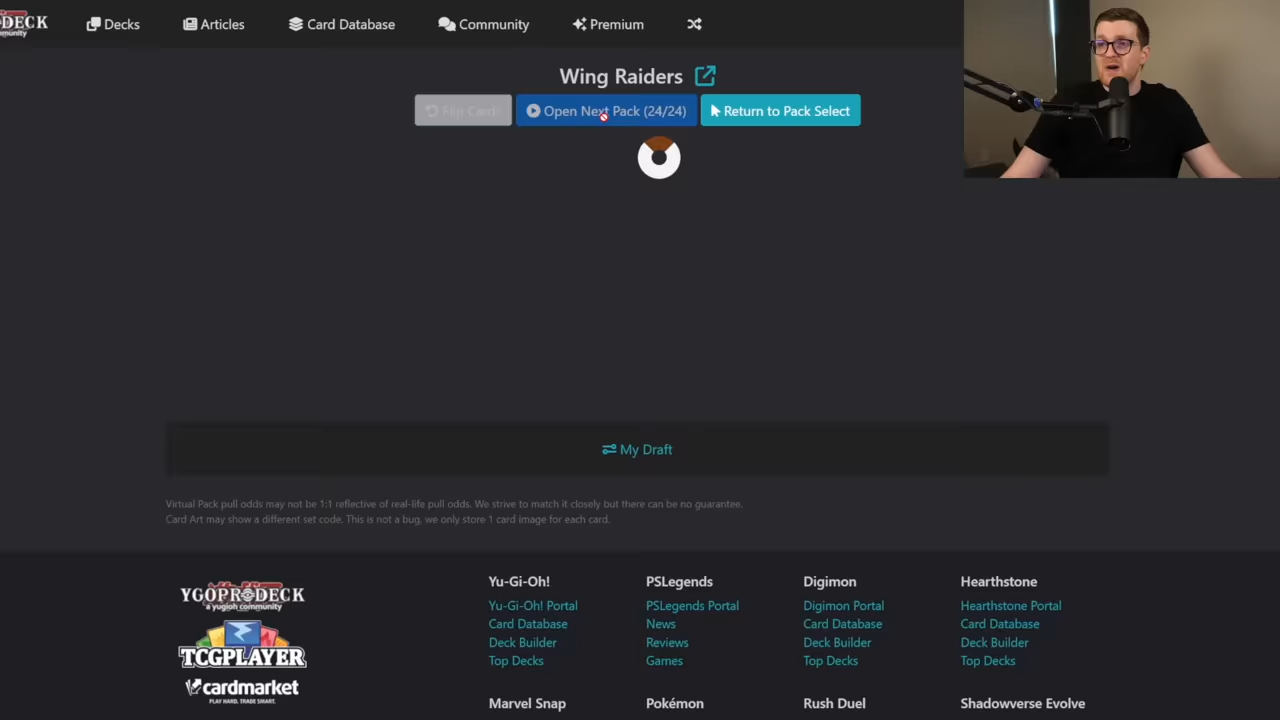 DECK
Decks
Articles
Card Database
Community
Premium
Wing Raiders
Flip Card
Open Next Pack (24/24)
Return to Pack Select
My Draft
Virtual Pack pull odds may not be 1:1 reflective of real-life pull odds. We strive to match it closely but there can be no guarantee.
Card Art may show a different set code. This is not a bug, we only store 1 card image for each card.
YGOPRODECK
a yugioh community
TCGPLAYER
cardmarket
PLAY HARD, TRADE SMART.
Yu-Gi-Oh!
Yu-Gi-Oh! Portal
Card Database
Deck Builder
Top Decks
Marvel Snap
PSLegends
PSLegends Portal
News
Reviews
Games
Pokémon
Digimon
Digimon Portal
Card Database
Deck Builder
Top Decks
Rush Duel
Hearthstone
Hearthstone Portal
Card Database
Deck Builder
Top Decks
Shadowverse Evolve